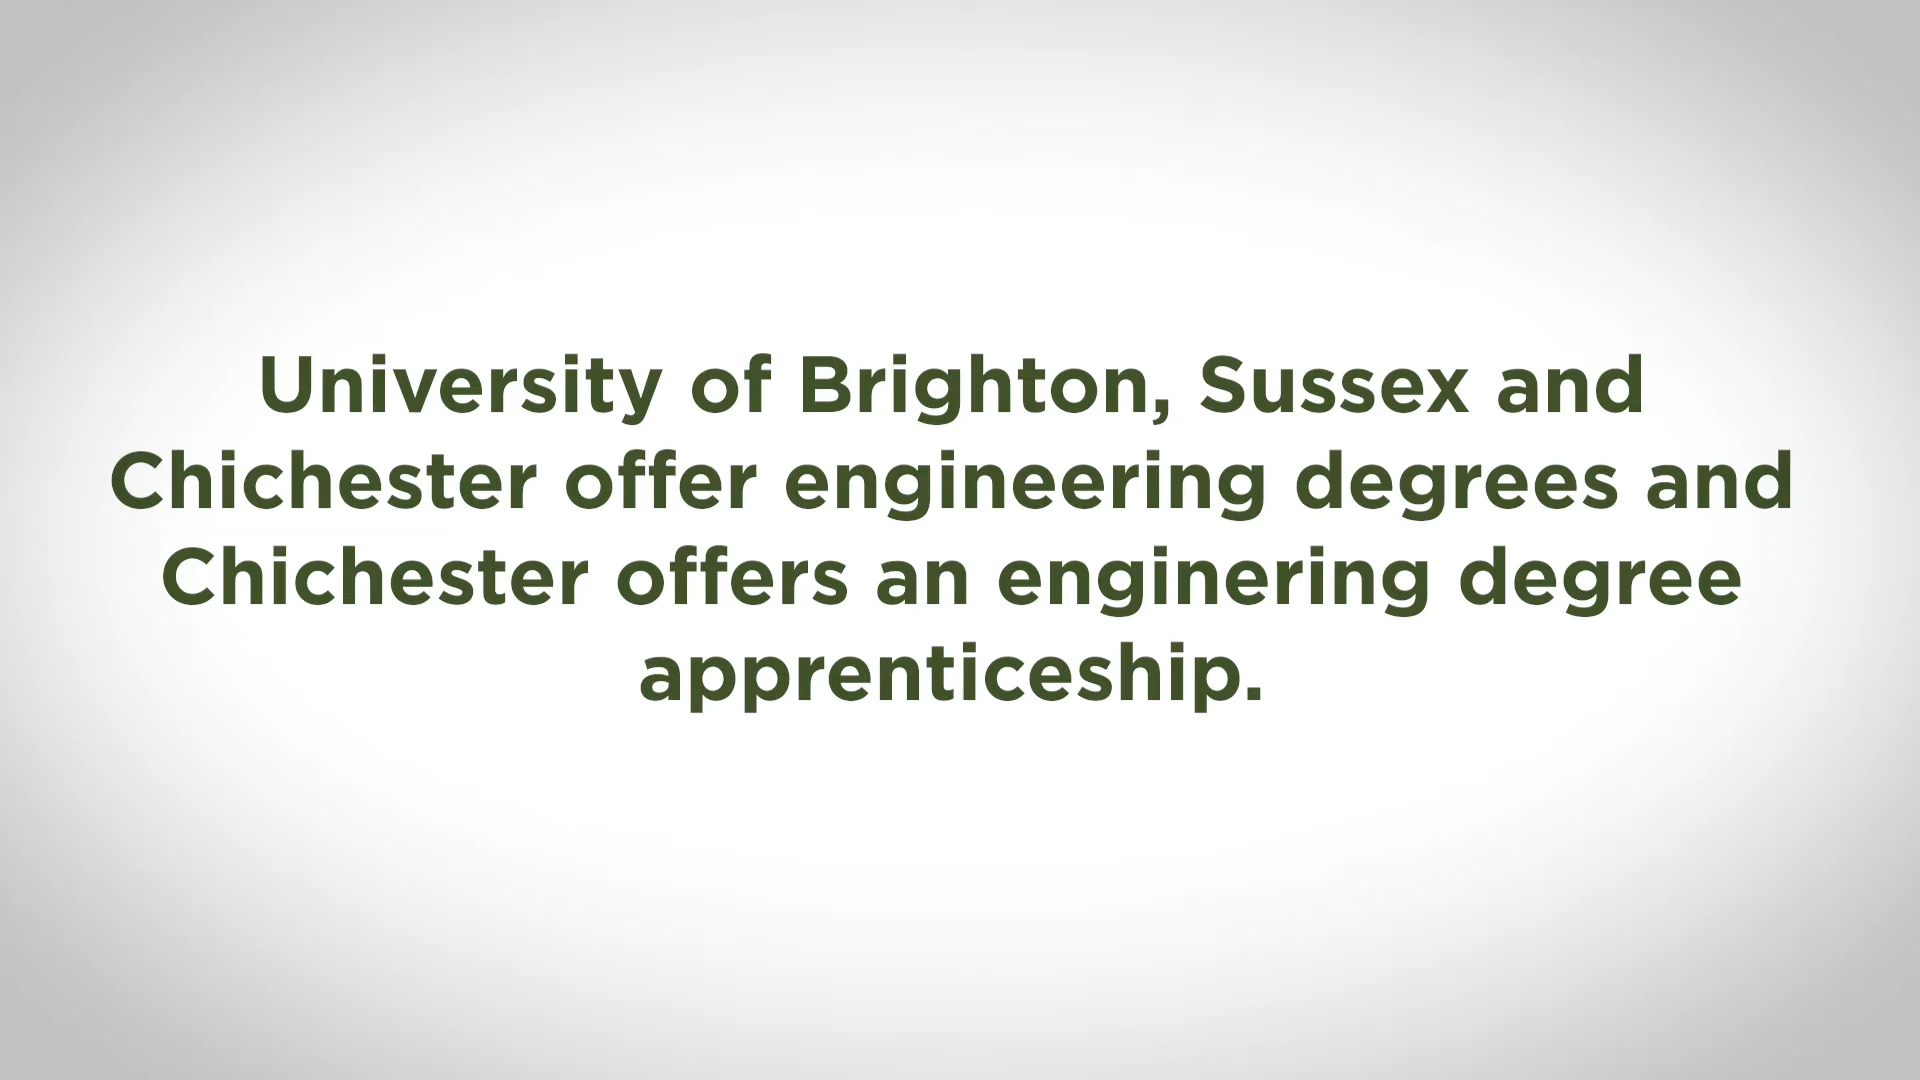 University of Brighton, Sussex and
Chichester offer engineering degrees and
Chichester offers an enginering degree
apprenticeship.